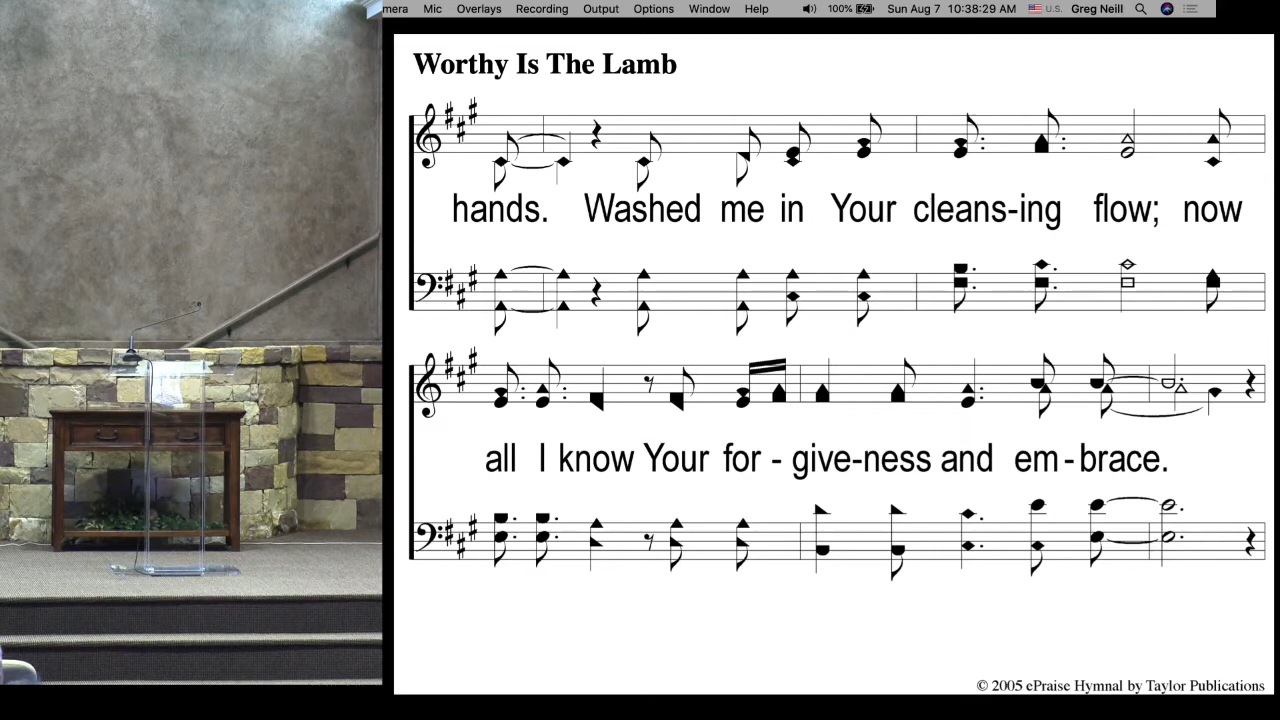 mera Mic Overlays Recording Output Options Window Help 100% Sun Aug 7 10:38:29 AM U.S. Greg Neill
Worthy Is The Lamb
hands. Washed me in Your cleans-ing flow; now
all I know Your for - give-ness and em - brace.
© 2005 ePraise Hymnal by Taylor Publications